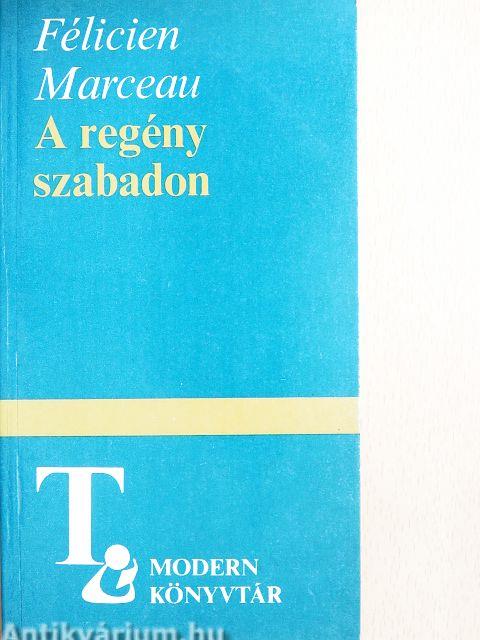 Félicien
Marceau
A regény
szabadon
T
MODERN
KÖNYVTÁR
Antikvárium.hu